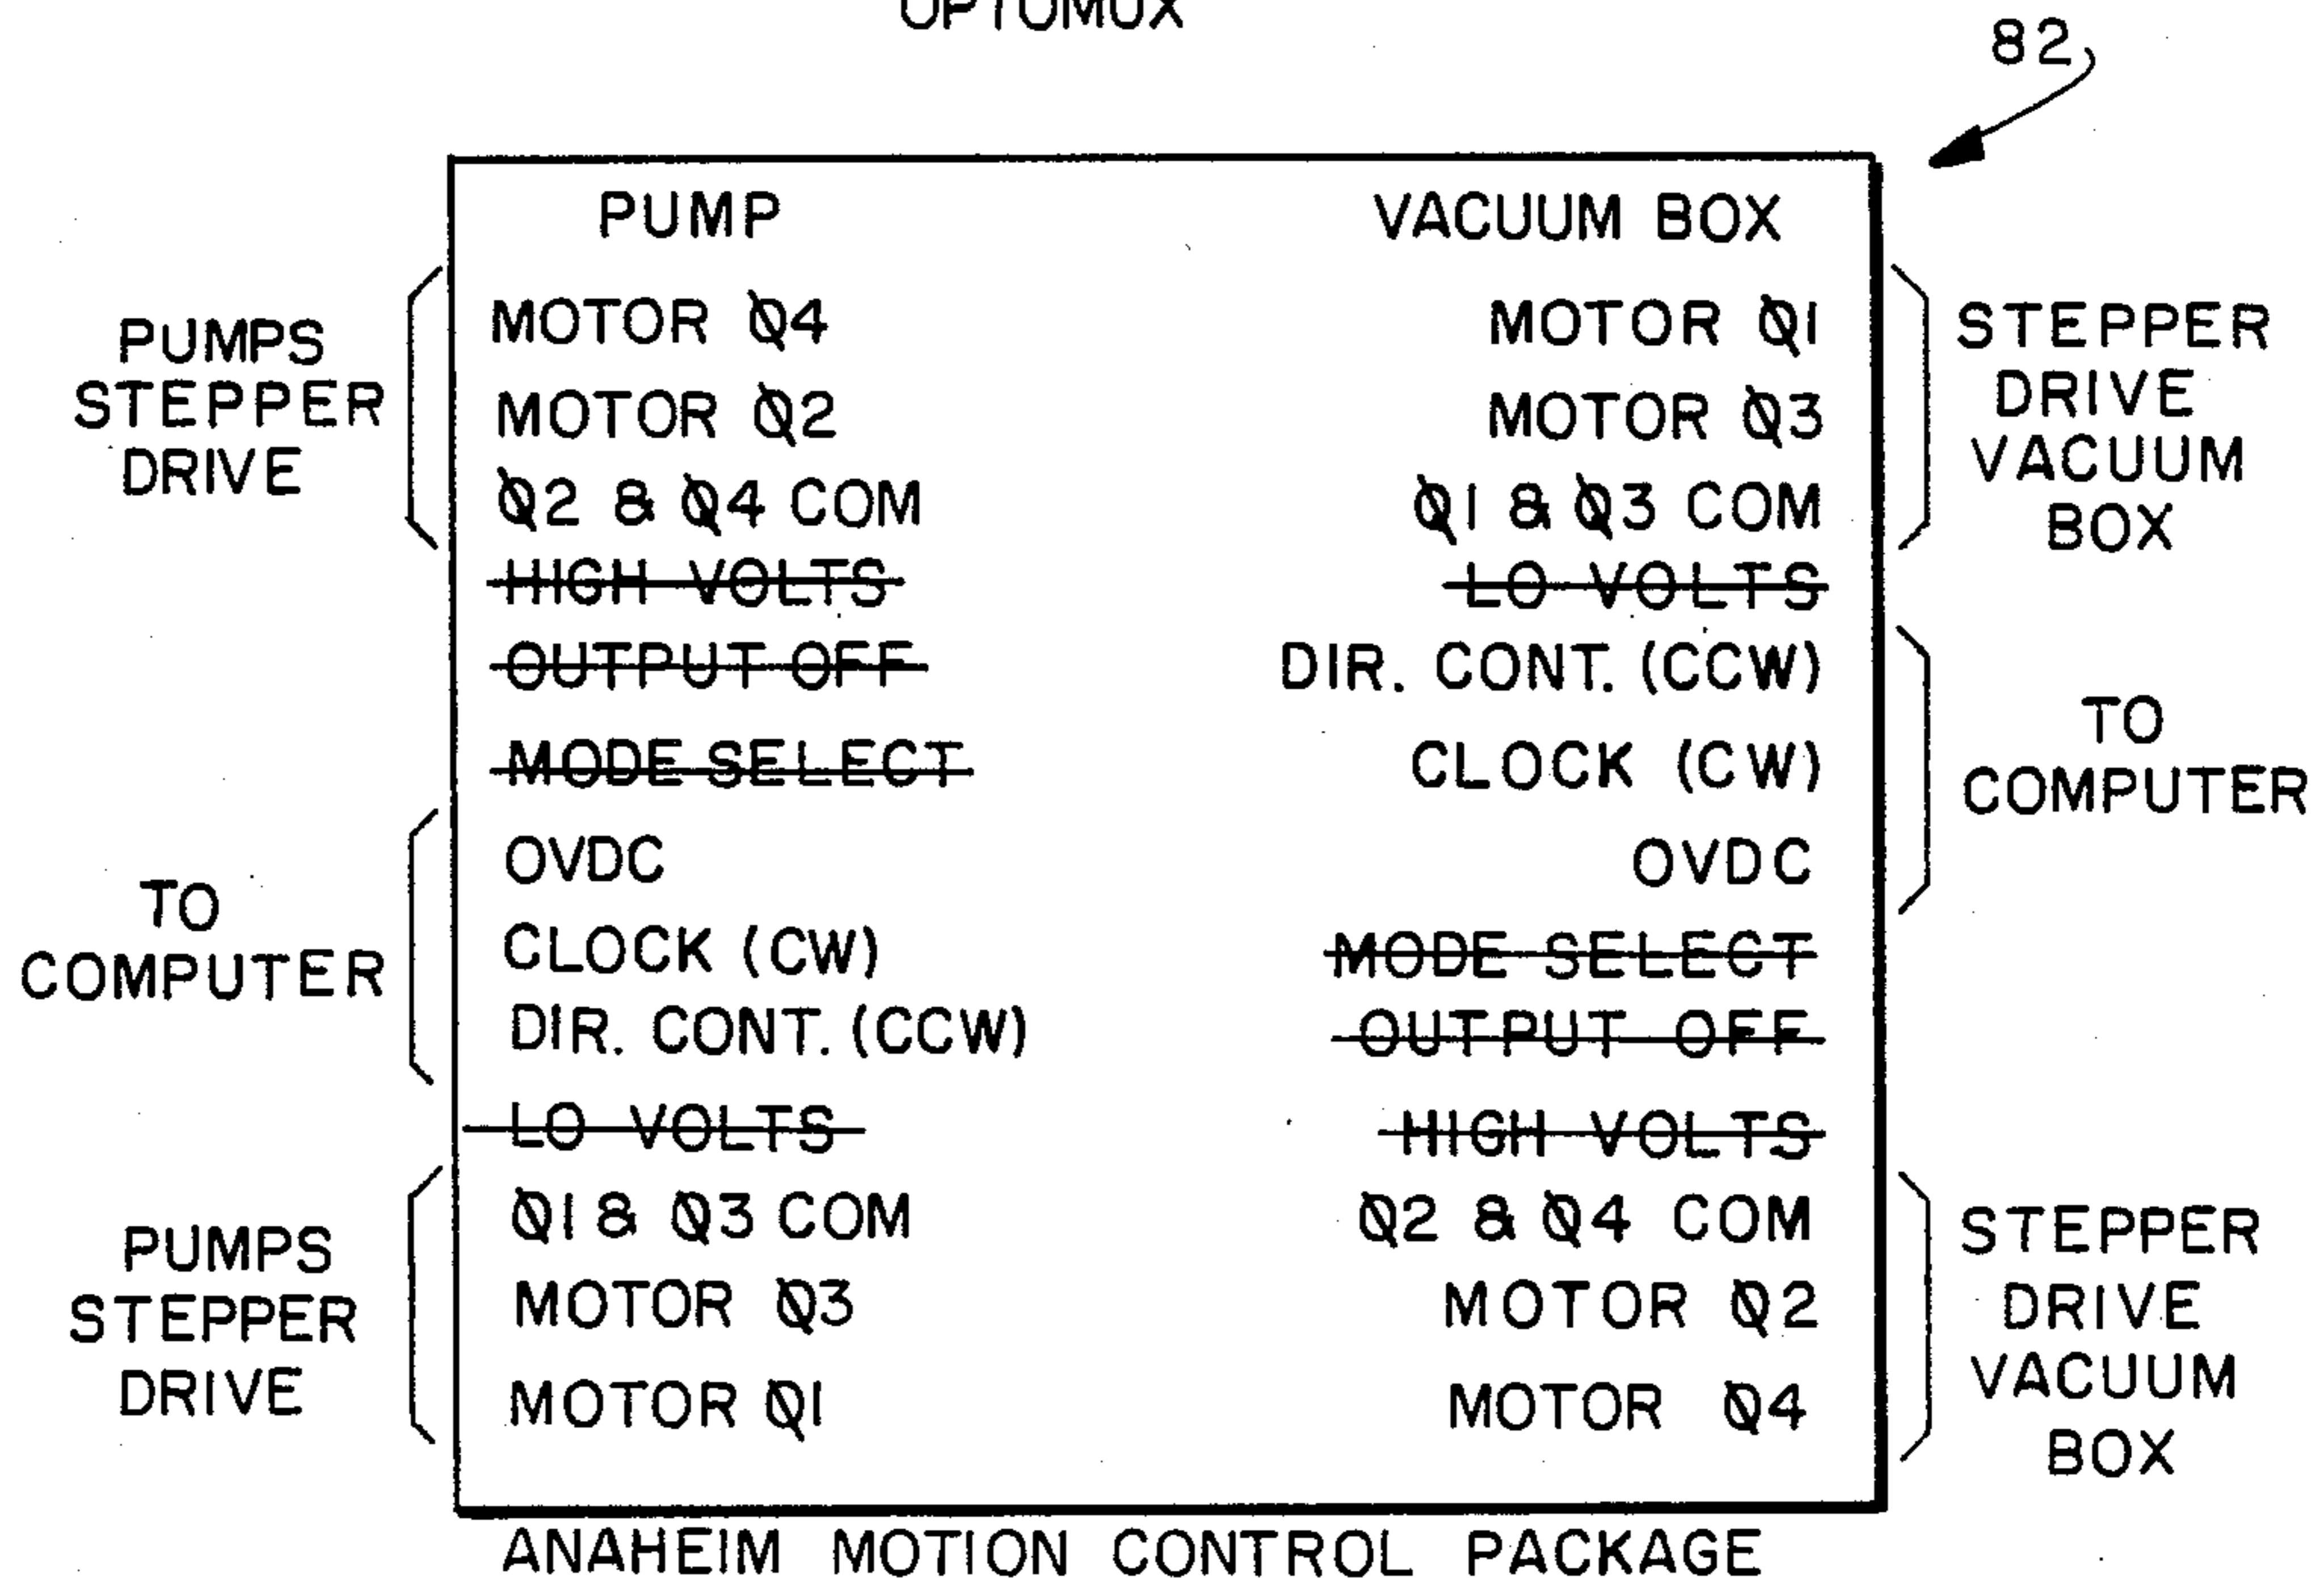 OPTOMUX
82
PUMP VACUUM BOX
PUMPS
STEPPER
DRIVE
MOTOR Ø4
MOTOR Ø2
Ø2 & Ø4 COM
HIGH VOLTS
OUTPUT OFF
MODE SELECT
TO
COMPUTER
OVDC
CLOCK (CW)
DIR. CONT. (CCW)
LO VOLTS
PUMPS
STEPPER
DRIVE
Ø1 & Ø3 COM
MOTOR Ø3
MOTOR Ø1
MOTOR Ø1
MOTOR Ø3
Ø1 & Ø3 COM
STEPPER
DRIVE
VACUUM
BOX
LO VOLTS
DIR. CONT. (CCW)
CLOCK (CW)
OVDC
TO
COMPUTER
MODE SELECT
OUTPUT OFF
HIGH VOLTS
Ø2 & Ø4 COM
MOTOR Ø2
MOTOR Ø4
STEPPER
DRIVE
VACUUM
BOX
ANAHEIM MOTION CONTROL PACKAGE